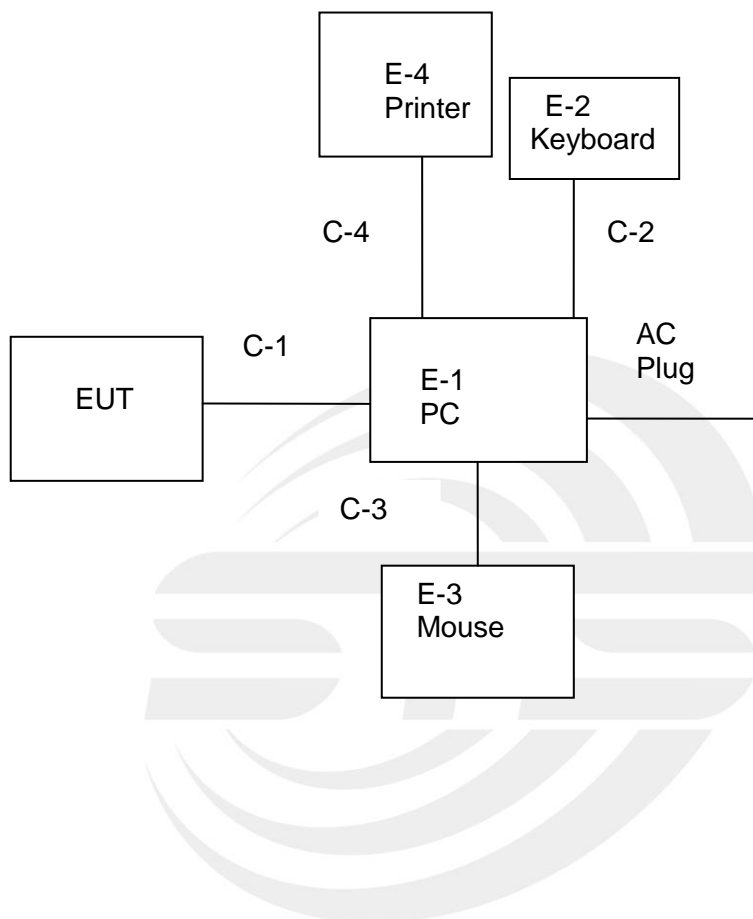 E-4
Printer
E-2
Keyboard
C-4
C-2
C-1
AC
Plug
EUT
E-1
PC
C-3
E-3
Mouse